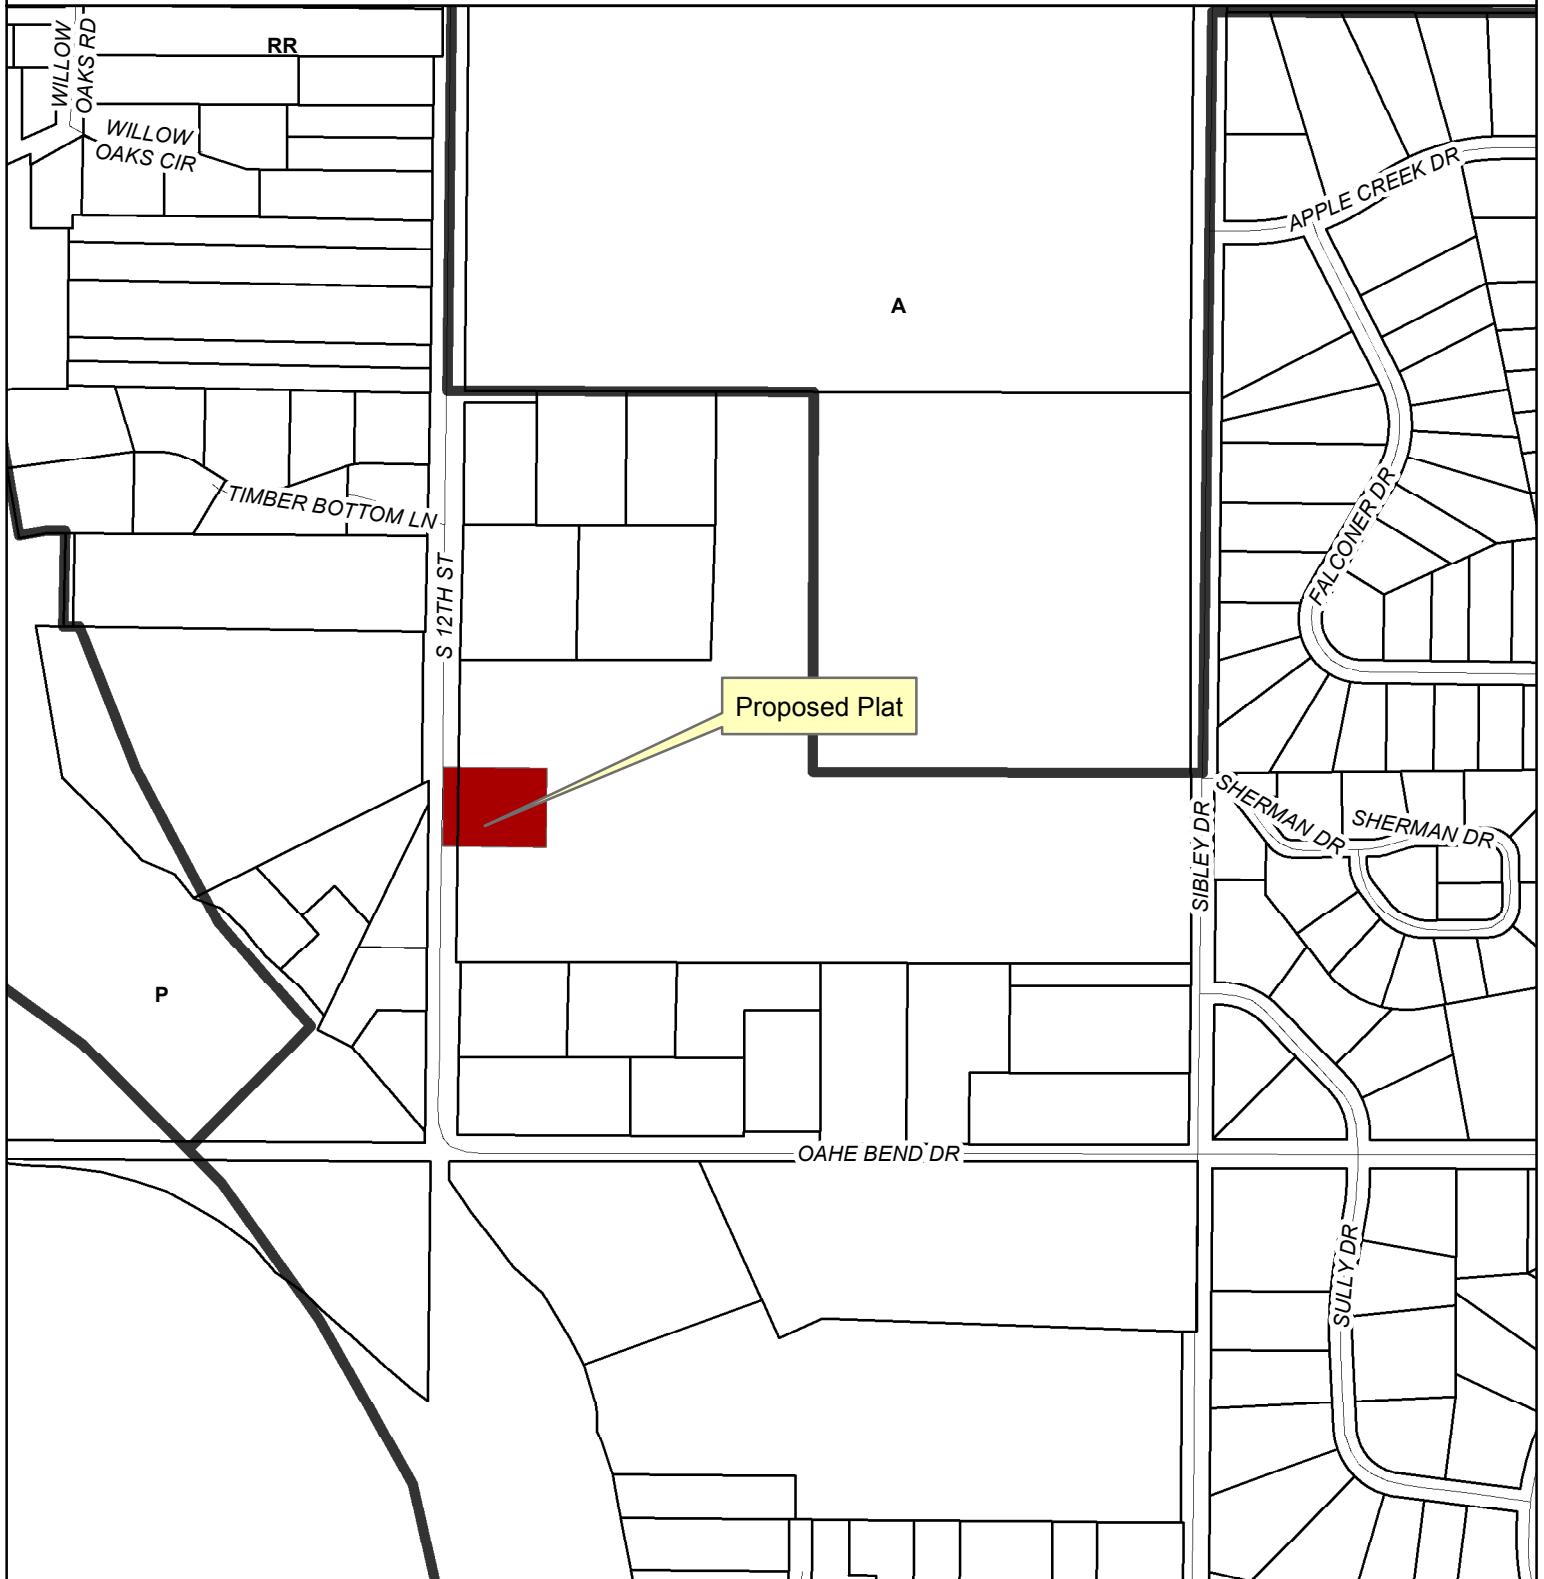 WILLOW
OAKS RD
RR
WILLOW
OAKS CIR
APPLE CREEK DR
A
TIMBER BOTTOM LN
FALCONER DR
S 12TH ST
Proposed Plat
SHERMAN DR
SHERMAN DR
SIBLEY DR
P
OAHE BEND DR
SULLY DR